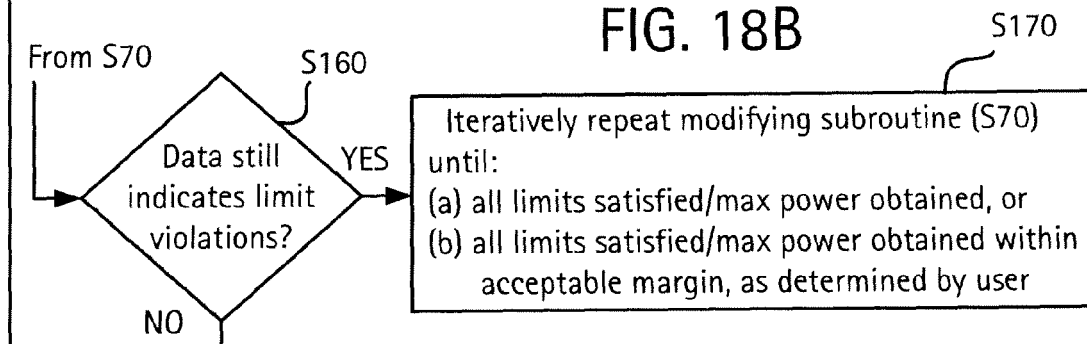 FIG. 18B
From S70
S160
S170
Data still
indicates limit
violations?
YES
NO
Iteratively repeat modifying subroutine (S70)
until:
(a) all limits satisfied/max power obtained, or
(b) all limits satisfied/max power obtained within
acceptable margin, as determined by user